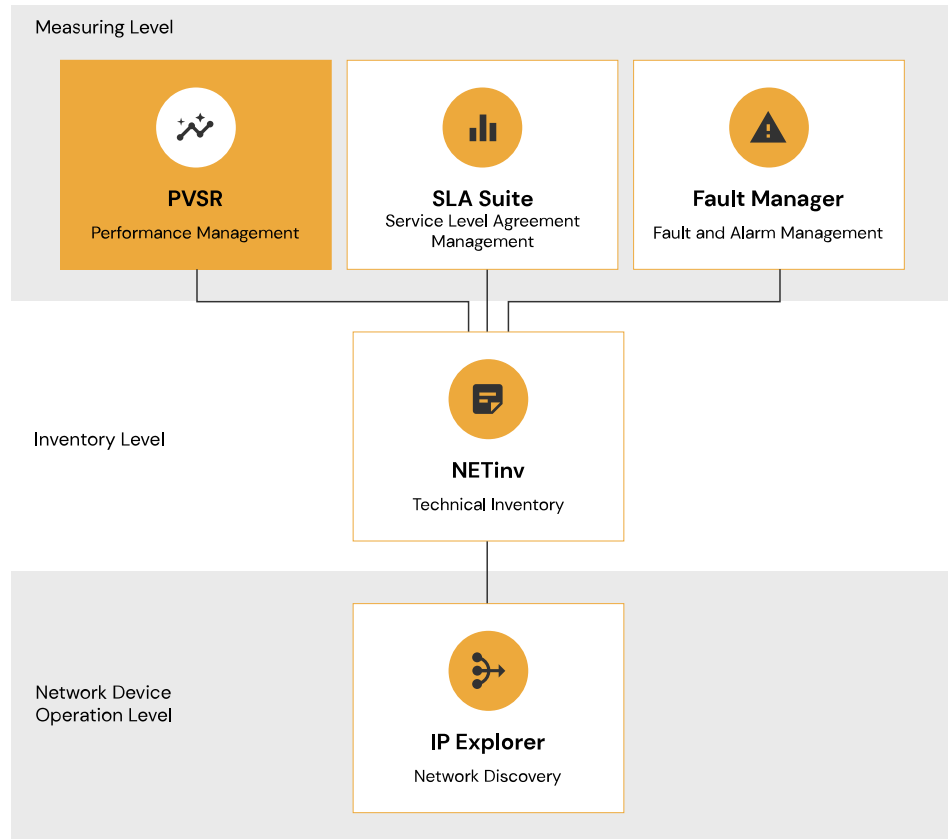 Measuring Level
PVSR
Performance Management
SLA Suite
Service Level Agreement
Management
Fault Manager
Fault and Alarm Management
Inventory Level
NETinv
Technical Inventory
Network Device
Operation Level
IP Explorer
Network Discovery